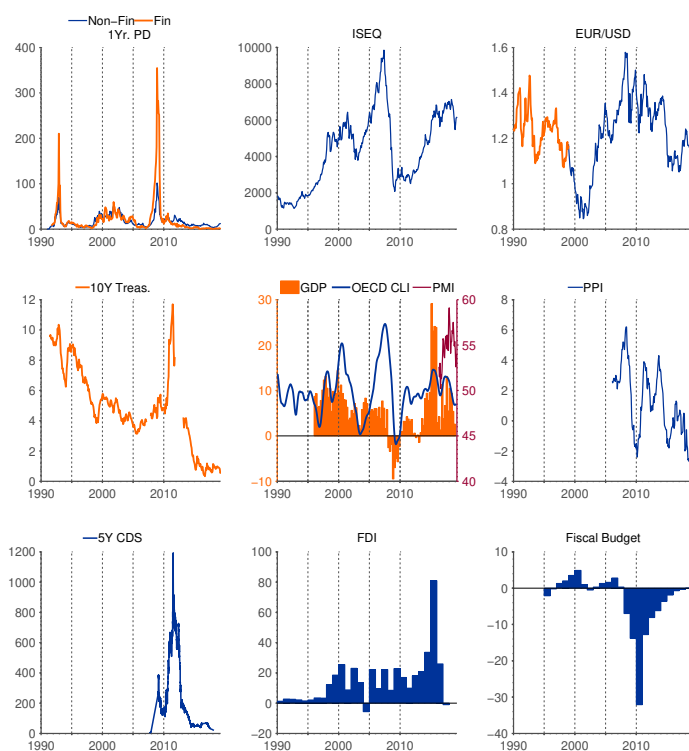 Non-Fin Fin
1Yr. PD
400
300
200
100
0
1990 2000 2010
ISEQ
10000
8000
6000
4000
2000
0
1990 2000 2010
EUR/USD
1.6
1.4
1.2
1
0.8
1990 2000 2010
10Y Treas.
12
10
8
6
4
2
0
1990 2000 2010
GDP OECD CLI PMI
30 60
20 55
10 50
0 45
−10 40
1990 2000 2010
PPI
8
6
4
2
0
−2
−4
1990 2000 2010
5Y CDS
1200
1000
800
600
400
200
0
1990 2000 2010
FDI
100
80
60
40
20
0
−20
1990 2000 2010
Fiscal Budget
10
0
−10
−20
−30
−40
1990 2000 2010